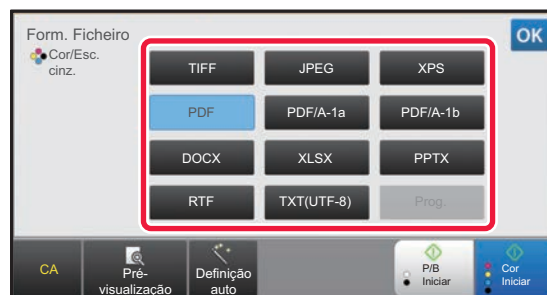 Form. Ficheiro
OK
Cor/Esc.
cinz.
TIFF
JPEG
XPS
PDF
PDF/A-1a
PDF/A-1b
DOCX
XLSX
PPTX
RTF
TXT(UTF-8)
Prog.
CA
Pré-
visualização
Definição
auto
P/B
Iniciar
Cor
Iniciar